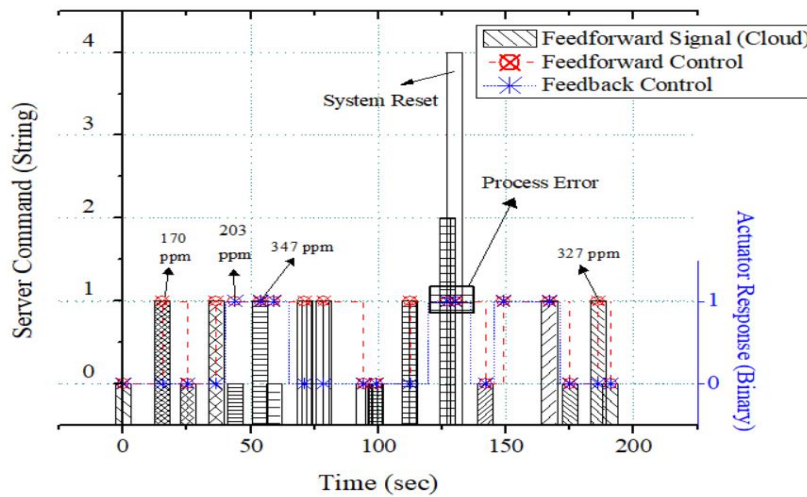 Feedforward Signal (Cloud)
Feedforward Control
Feedback Control
System Reset
Process Error
170
ppm
203
ppm
347 ppm
327 ppm
Server Command (String)
4
3
2
1
0
Actuator Response (Binary)
1
0
0
50
100
150
200
Time (sec)